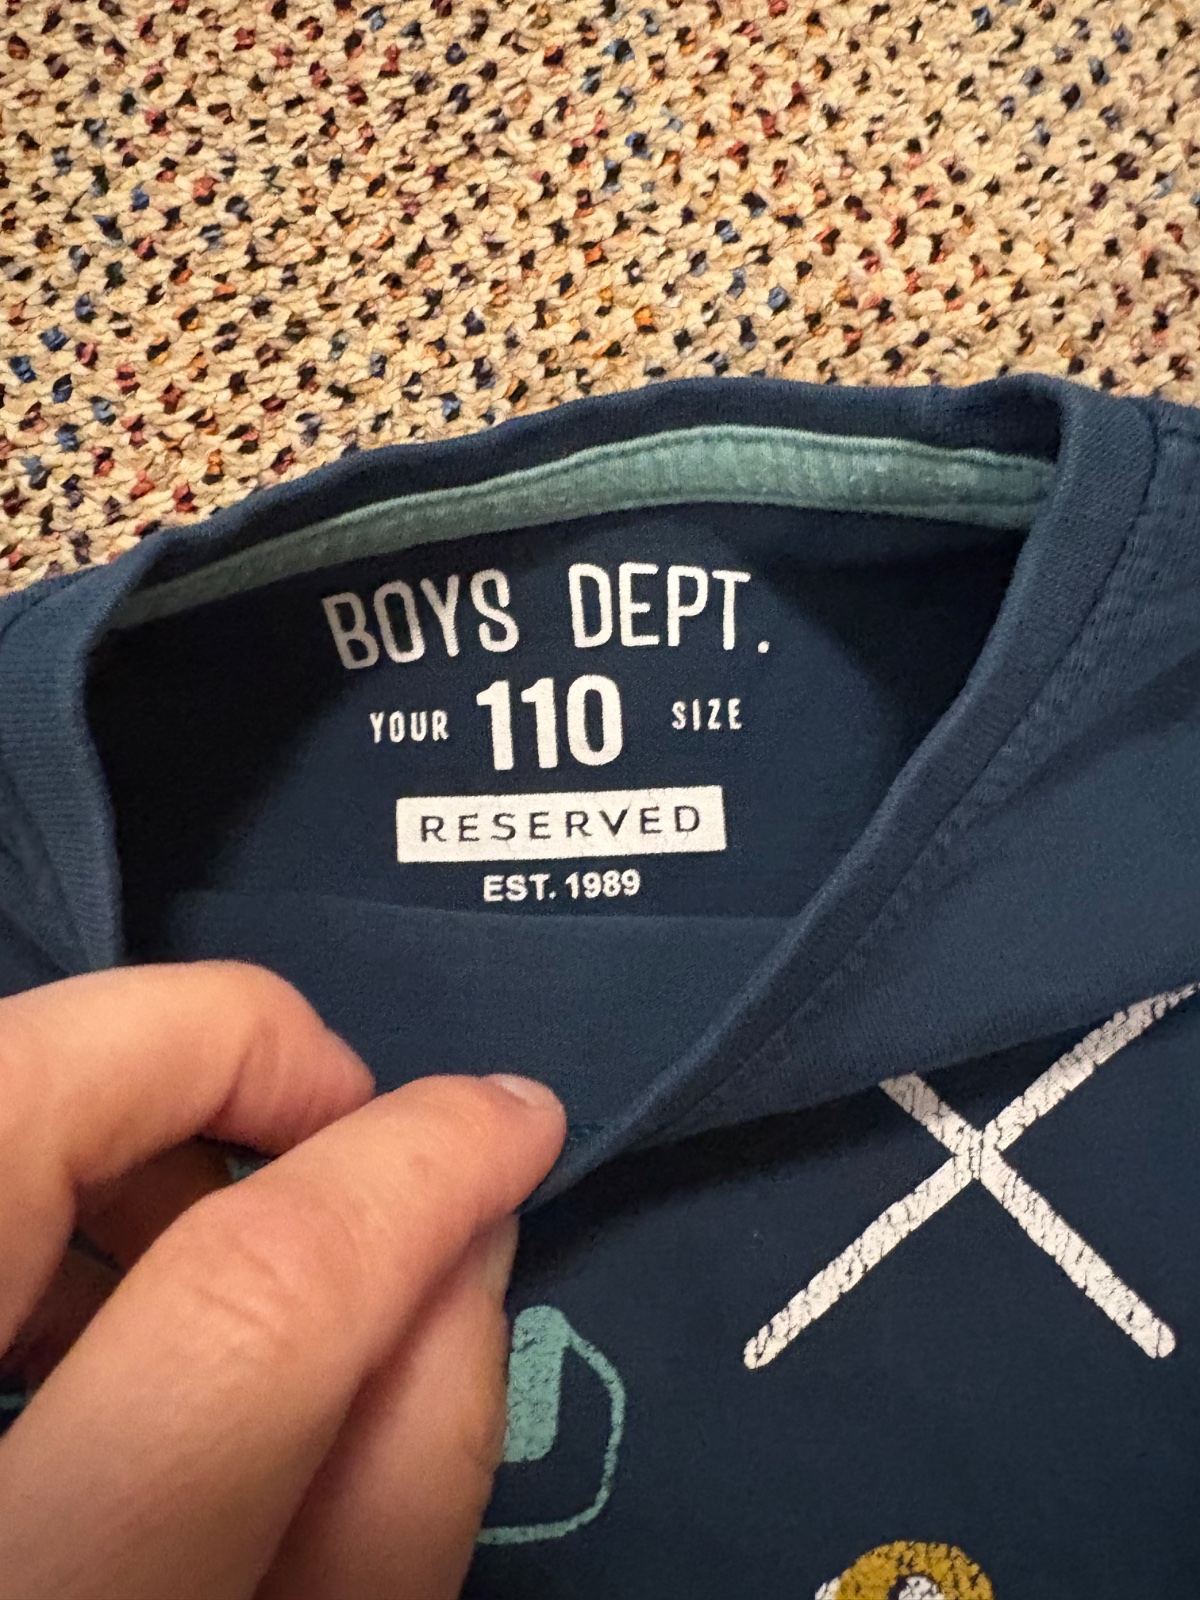 BOYS DEPT.
YOUR 110 SIZE
RESERVED
EST. 1989